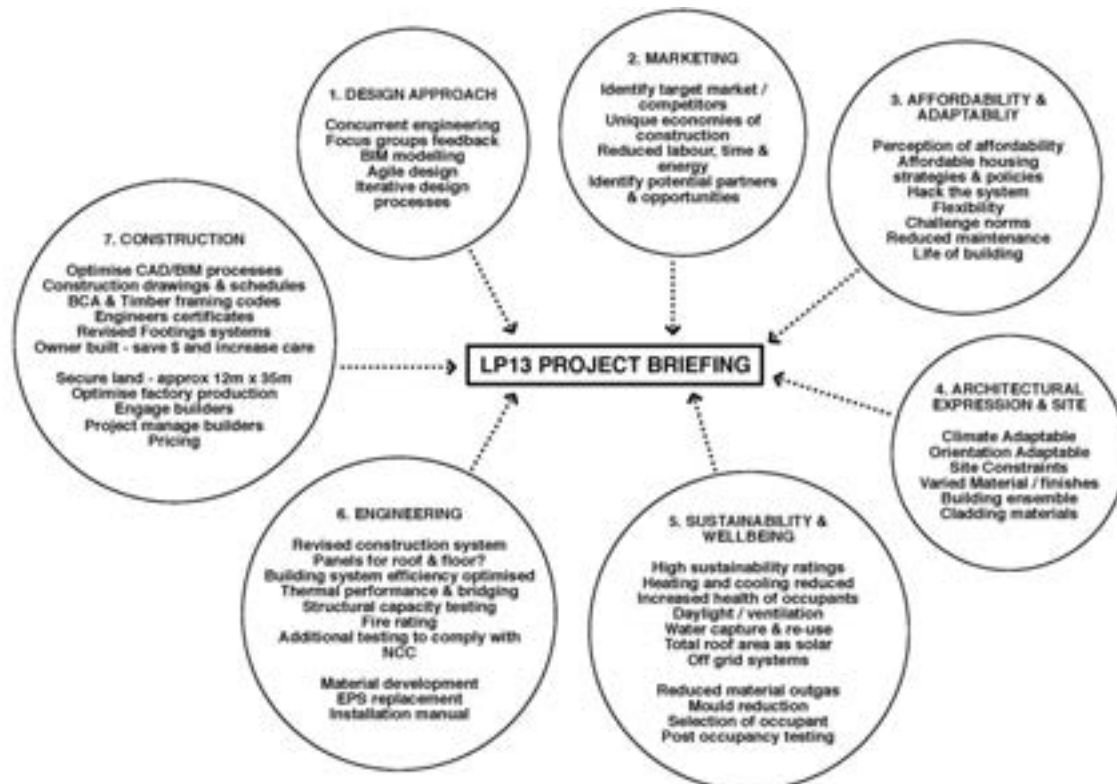 1. DESIGN APPROACH
Concurrent engineering
Focus groups feedback
BIM modelling
Agile design
Iterative design
processes
2. MARKETING
Identify target market /
competitors
Unique economies of
construction
Reduced labour, time &
energy
Identify potential partners
& opportunities
3. AFFORDABILITY &
ADAPTABILIY
Perception of affordability
Affordable housing
strategies & policies
Hack the system
Flexibility
Challenge norms
Reduced maintenance
Life of building
7. CONSTRUCTION
Optimise CAD/BIM processes
Construction drawings & schedules
BCA & Timber framing codes
Engineers certificates
Revised Footings systems
Owner built - save $ and increase care
Secure land - approx 12m x 35m
Optimise factory production
Engage builders
Project manage builders
Pricing
LP13 PROJECT BRIEFING
4. ARCHITECTURAL
EXPRESSION & SITE
Climate Adaptable
Orientation Adaptable
Site Constraints
Varied Material / finishes
Building ensemble
Cladding materials
6. ENGINEERING
Revised construction system
Panels for roof & floor?
Building system efficiency optimised
Thermal performance & bridging
Structural capacity testing
Fire rating
Additional testing to comply with
NCC
Material development
EPS replacement
Installation manual
5. SUSTAINABILITY &
WELLBEING
High sustainability ratings
Heating and cooling reduced
Increased health of occupants
Daylight / ventilation
Water capture & re-use
Total roof area as solar
Off grid systems
Reduced material outgas
Mould reduction
Selection of occupant
Post occupancy testing